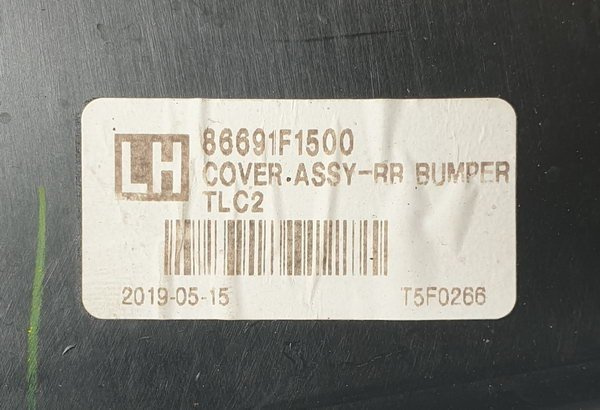 LH
86691F1500
COVER.ASSY-RR BUMPER
TLC2
2019-05-15 T5F0266